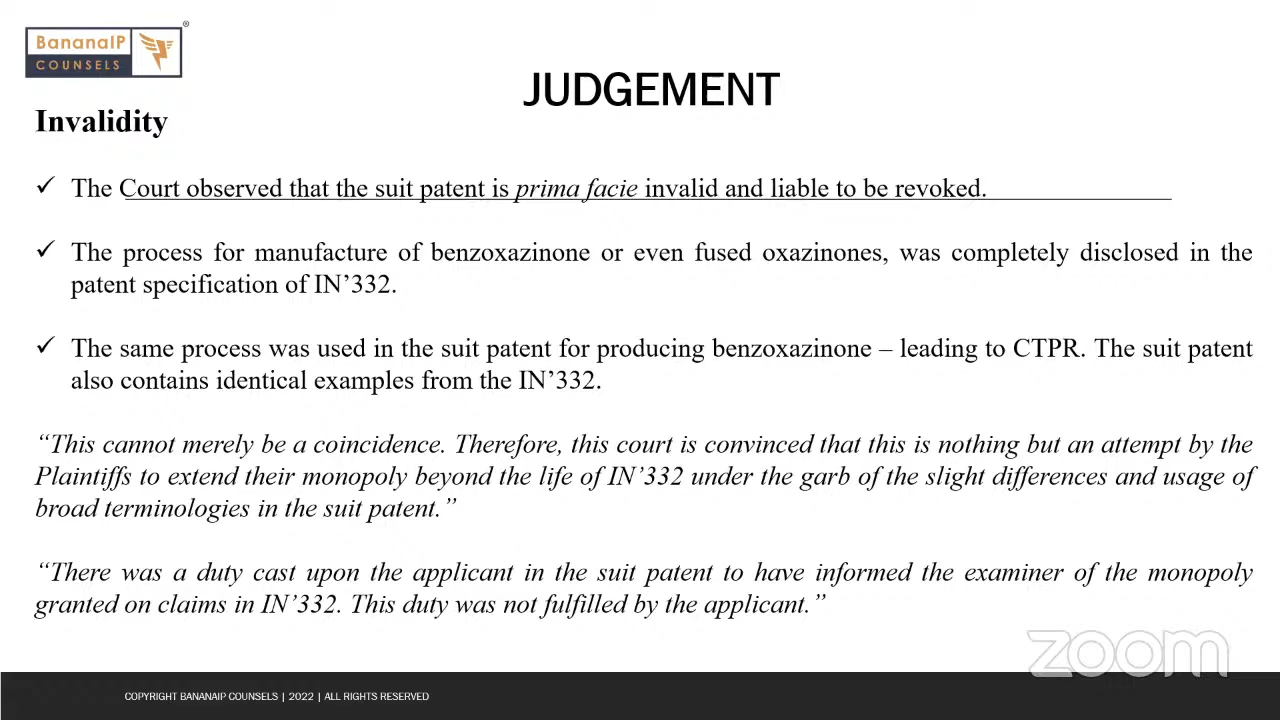 BananaIP
COUNSELS
®
JUDGEMENT
Invalidity
✓ The Court observed that the suit patent is prima facie invalid and liable to be revoked.
✓ The process for manufacture of benzoxazinone or even fused oxazinones, was completely disclosed in the
patent specification of IN’332.
✓ The same process was used in the suit patent for producing benzoxazinone – leading to CTPR. The suit patent
also contains identical examples from the IN’332.
“This cannot merely be a coincidence. Therefore, this court is convinced that this is nothing but an attempt by the
Plaintiffs to extend their monopoly beyond the life of IN’332 under the garb of the slight differences and usage of
broad terminologies in the suit patent.”
“There was a duty cast upon the applicant in the suit patent to have informed the examiner of the monopoly
granted on claims in IN’332. This duty was not fulfilled by the applicant.”
zoom
COPYRIGHT BANANAIP COUNSELS | 2022 | ALL RIGHTS RESERVED